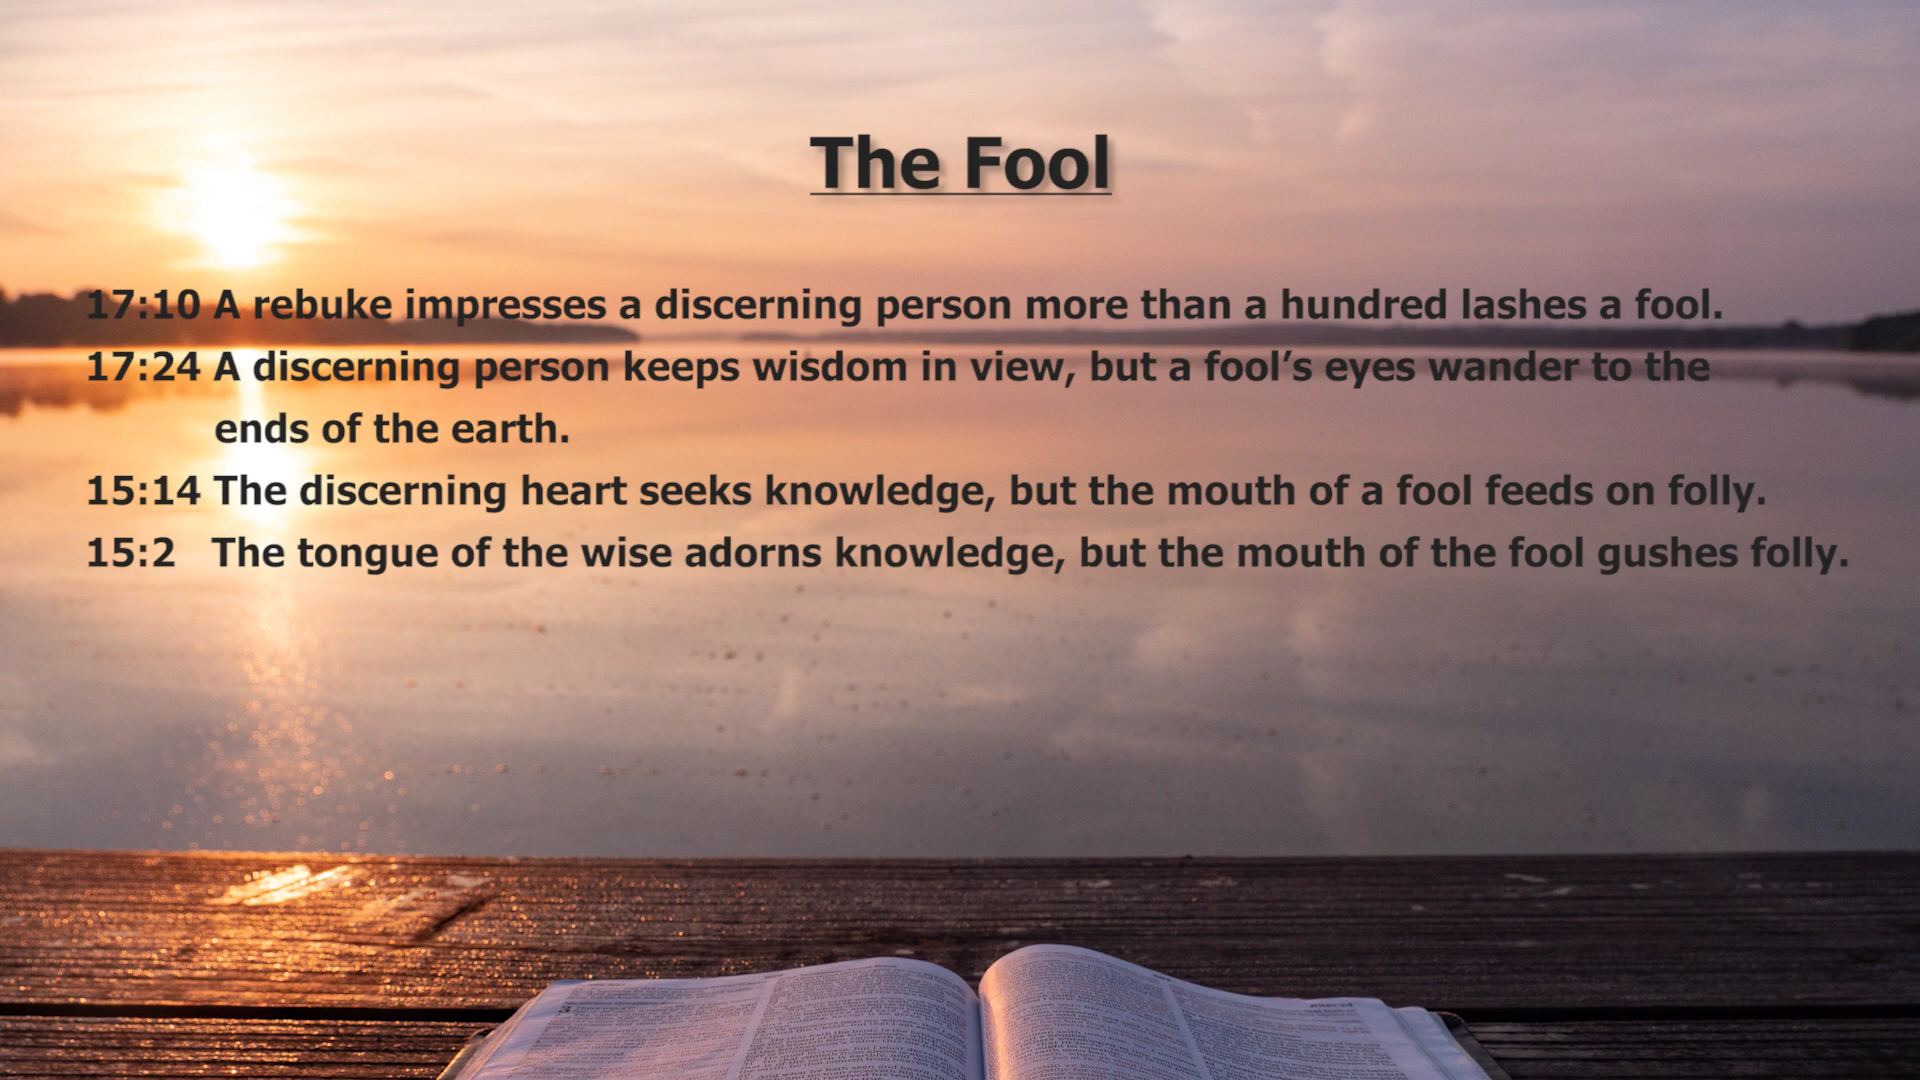 The Fool
17:10 A rebuke impresses a discerning person more than a hundred lashes a fool.
17:24 A discerning person keeps wisdom in view, but a fool’s eyes wander to the
ends of the earth.
15:14 The discerning heart seeks knowledge, but the mouth of a fool feeds on folly.
15:2 The tongue of the wise adorns knowledge, but the mouth of the fool gushes folly.